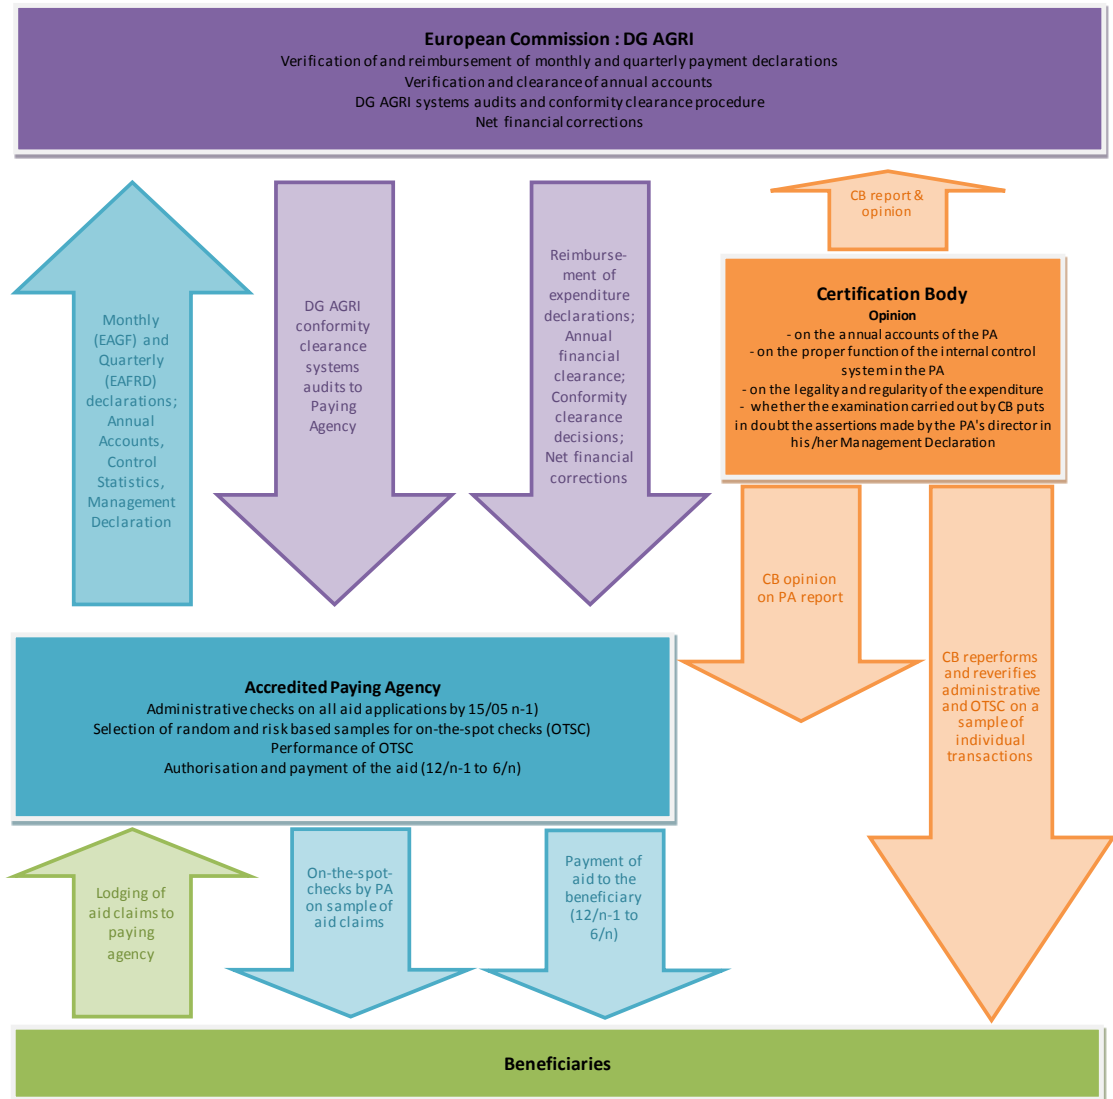 European Commission : DG AGRI
Verification of and reimbursement of monthly and quarterly payment declarations
Verification and clearance of annual accounts
DG AGRI systems audits and conformity clearance procedure
Net financial corrections
Monthly
(EAGF) and
Quarterly
(EAFRD)
declarations;
Annual
Accounts,
Control
Statistics,
Management
Declaration
DG AGRI
conformity
clearance
systems
audits to
Paying
Agency
Reimburse-
ment of
expenditure
declarations;
Annual
financial
clearance;
Conformity
clearance
decisions;
Net financial
corrections
CB report &
opinion
Certification Body
Opinion
- on the annual accounts of the PA
- on the proper function of the internal control
system in the PA
- on the legality and regularity of the expenditure
- whether the examination carried out by CB puts
in doubt the assertions made by the PA's director in
his/her Management Declaration
CB opinion
on PA report
CB reperforms
and reverifies
administrative
and OTSC on a
sample of
individual
transactions
Accredited Paying Agency
Administrative checks on all aid applications by 15/05 n-1)
Selection of random and risk based samples for on-the-spot checks (OTSC)
Performance of OTSC
Authorisation and payment of the aid (12/n-1 to 6/n)
Lodging of
aid claims to
paying
agency
On-the-spot-
checks by PA
on sample of
aid claims
Payment of
aid to the
beneficiary
(12/n-1 to
6/n)
Beneficiaries